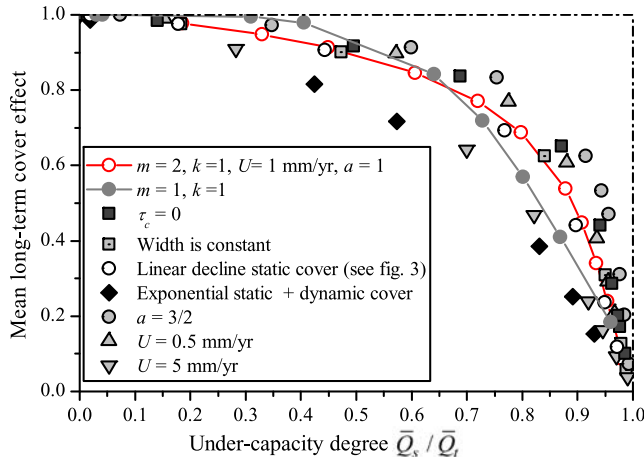 1.0
0.8
0.6
0.4
0.2
0.0
Mean long-term cover effect
m = 2, k =1, U= 1 mm/yr, a = 1
m = 1, k =1
τc = 0
Width is constant
Linear decline static cover (see fig. 3)
Exponential static + dynamic cover
a = 3/2
U = 0.5 mm/yr
U = 5 mm/yr
0.0 0.1 0.2 0.3 0.4 0.5 0.6 0.7 0.8 0.9 1.0
Under-capacity degree Q̅s / Q̅t